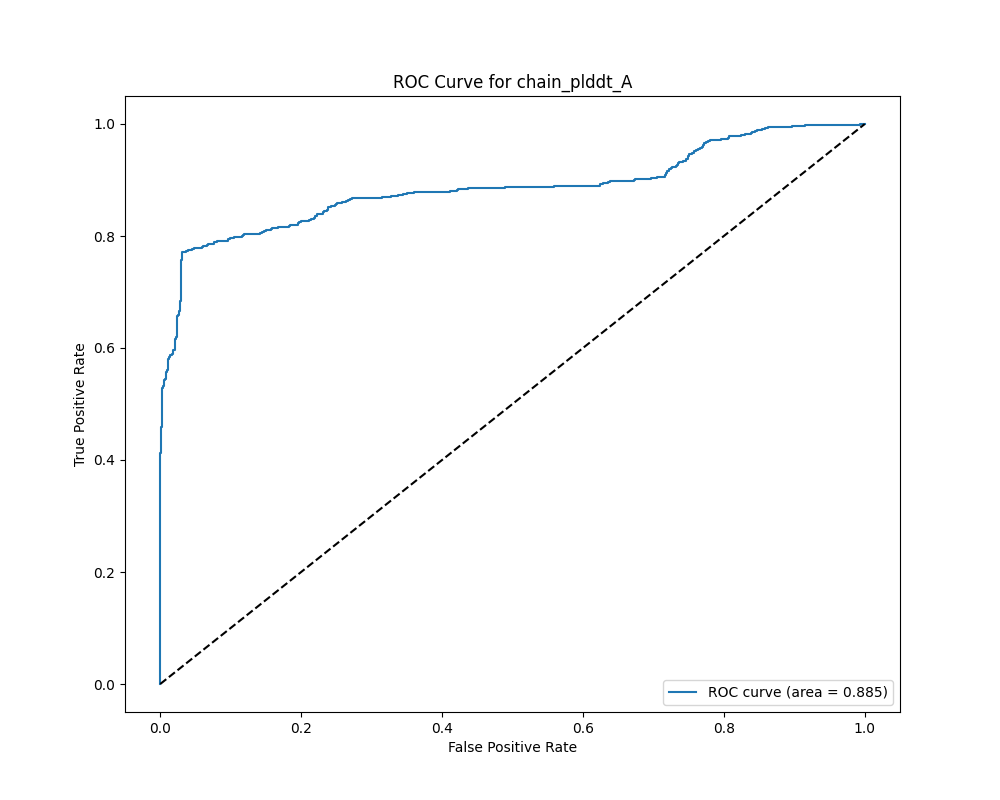 ROC Curve for chain_plddt_A
1.0
0.8
0.6
0.4
0.2
0.0
True Positive Rate
0.0 0.2 0.4 0.6 0.8 1.0
False Positive Rate
ROC curve (area = 0.885)